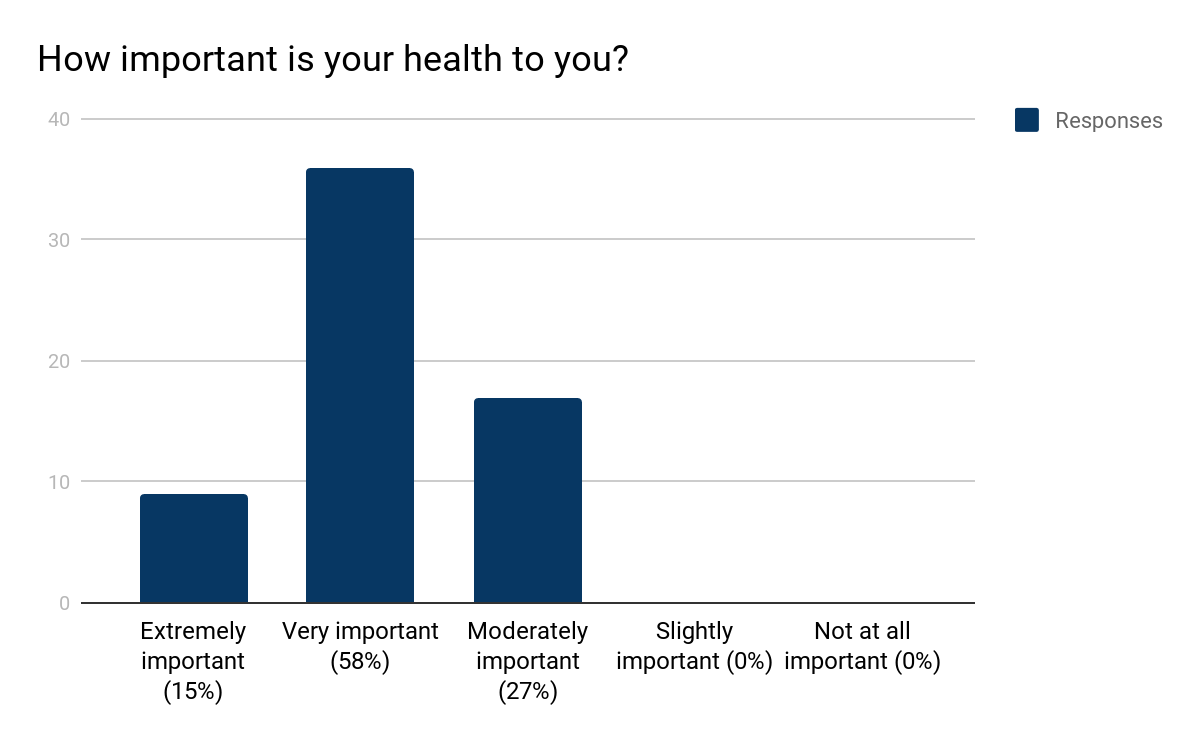 How important is your health to you?
40
Responses
30
20
10
0
Extremely
important
(15%)
Very important
(58%)
Moderately
important
(27%)
Slightly
important (0%)
Not at all
important (0%)